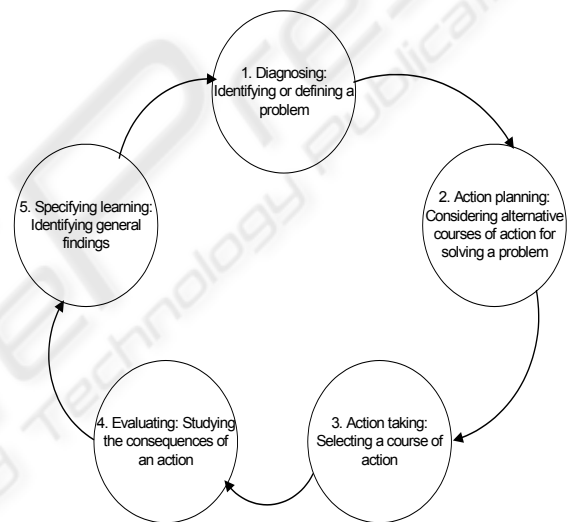 1. Diagnosing:
Identifying or defining a
problem
2. Action planning:
Considering alternative
courses of action for
solving a problem
3. Action taking:
Selecting a course of
action
4. Evaluating: Studying
the consequences of
an action
5. Specifying learning:
Identifying general
findings
Technology Publicat